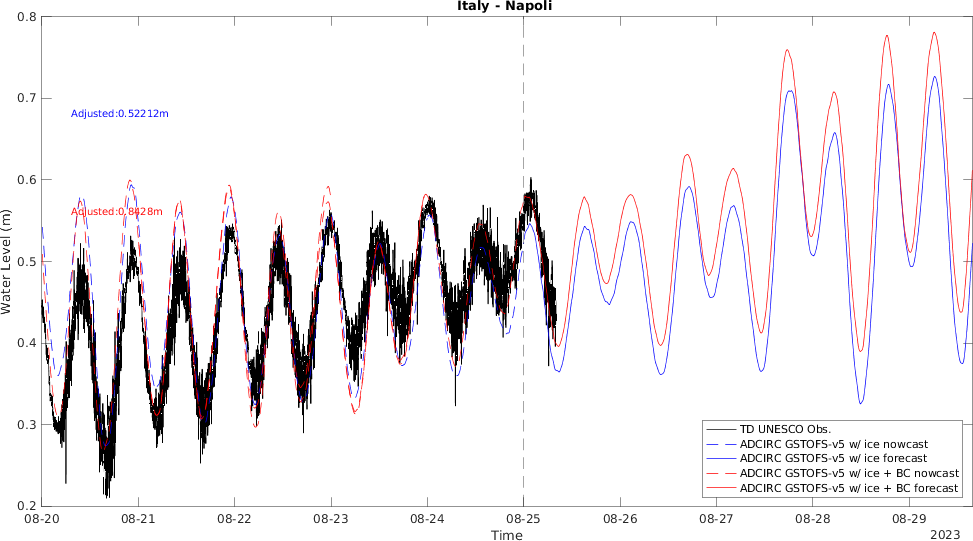 Italy - Napoli
Water Level (m)
0.8
0.7
0.6
0.5
0.4
0.3
0.2
Adjusted:0.52212m
Adjusted:0.8428m
TD UNESCO Obs.
ADCIRC GSTOFS-v5 w/ ice nowcast
ADCIRC GSTOFS-v5 w/ ice forecast
ADCIRC GSTOFS-v5 w/ ice + BC nowcast
ADCIRC GSTOFS-v5 w/ ice + BC forecast
08-20 08-21 08-22 08-23 08-24 08-25 08-26 08-27 08-28 08-29
Time
2023